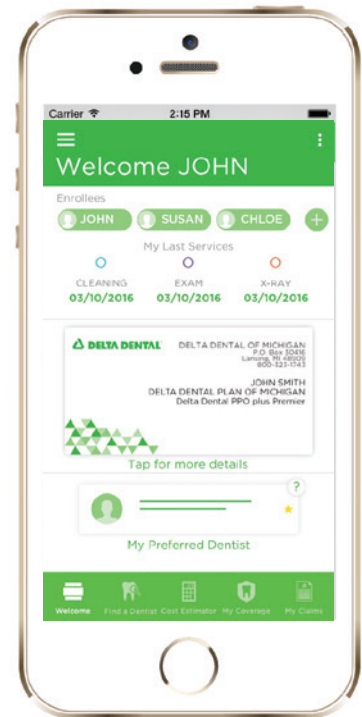 Carrier 2:15 PM
Welcome JOHN
Enrollees
JOHN SUSAN CHLOE +
My Last Services
CLEANING EXAM X-RAY
03/10/2016 03/10/2016 03/10/2016
DELTA DENTAL DELTA DENTAL OF MICHIGAN
P.O. Box 30416
Lansing, MI 48909
800-323-1743
JOHN SMITH
DELTA DENTAL PLAN OF MICHIGAN
Delta Dental PPO plus Premier
Tap for more details
?
My Preferred Dentist
Welcome Find a Dentist Cost Estimator My Coverage My Claims